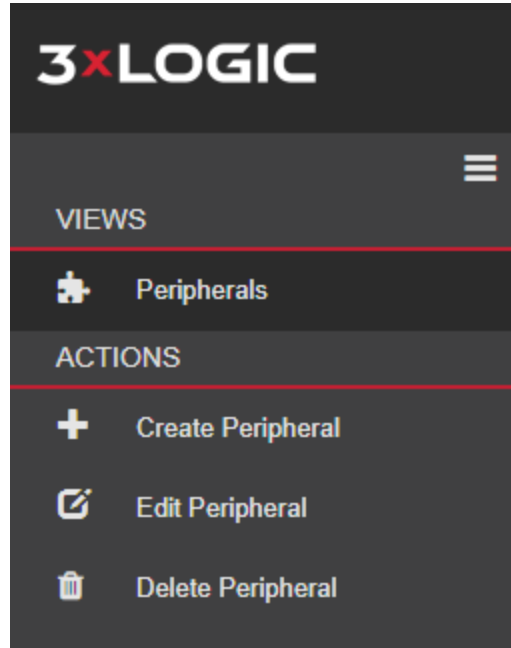 3xLOGIC
VIEWS
Peripherals
ACTIONS
Create Peripheral
Edit Peripheral
Delete Peripheral